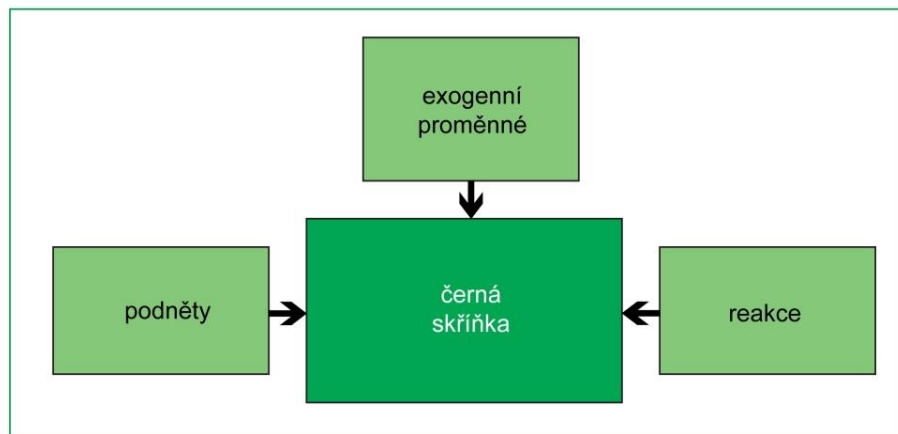 exogenní
proměnné
podněty
černá
skříňka
reakce